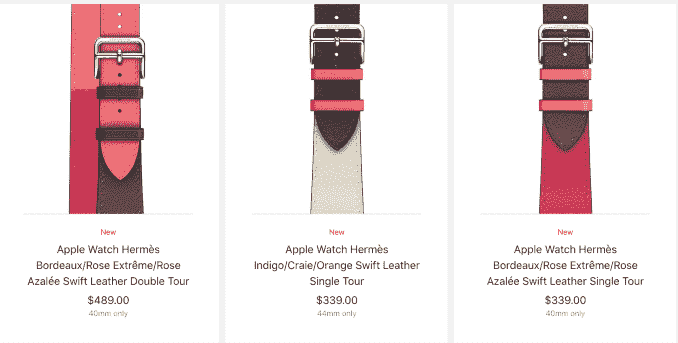 New
Apple Watch Hermès
Bordeaux/Rose Extrême/Rose
Azalée Swift Leather Double Tour
$489.00
40mm only
New
Apple Watch Hermès
Indigo/Craie/Orange Swift Leather
Single Tour
$339.00
44mm only
New
Apple Watch Hermès
Bordeaux/Rose Extrême/Rose
Azalée Swift Leather Single Tour
$339.00
40mm only